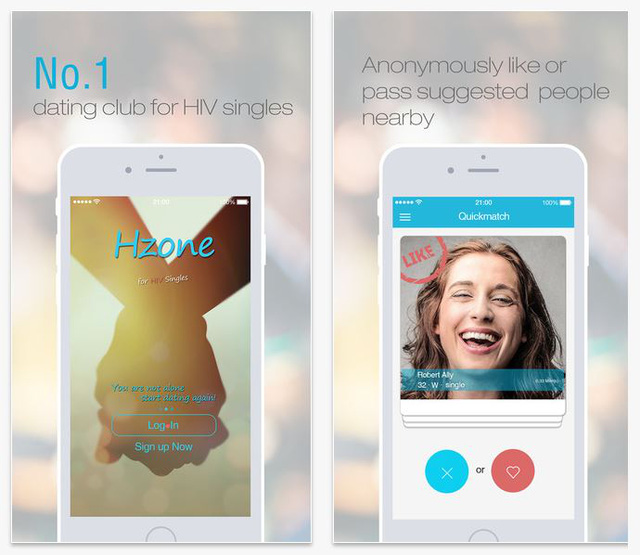 No.1
dating club for HIV singles
21:00
100%
Hzone
for HIV Singles
You are not alone
start dating again!
Log In
Sign up Now
Anonymously like or
pass suggested people
nearby
21:00
100%
Quickmatch
LIKE
Robert Ally
32 · W · single
or